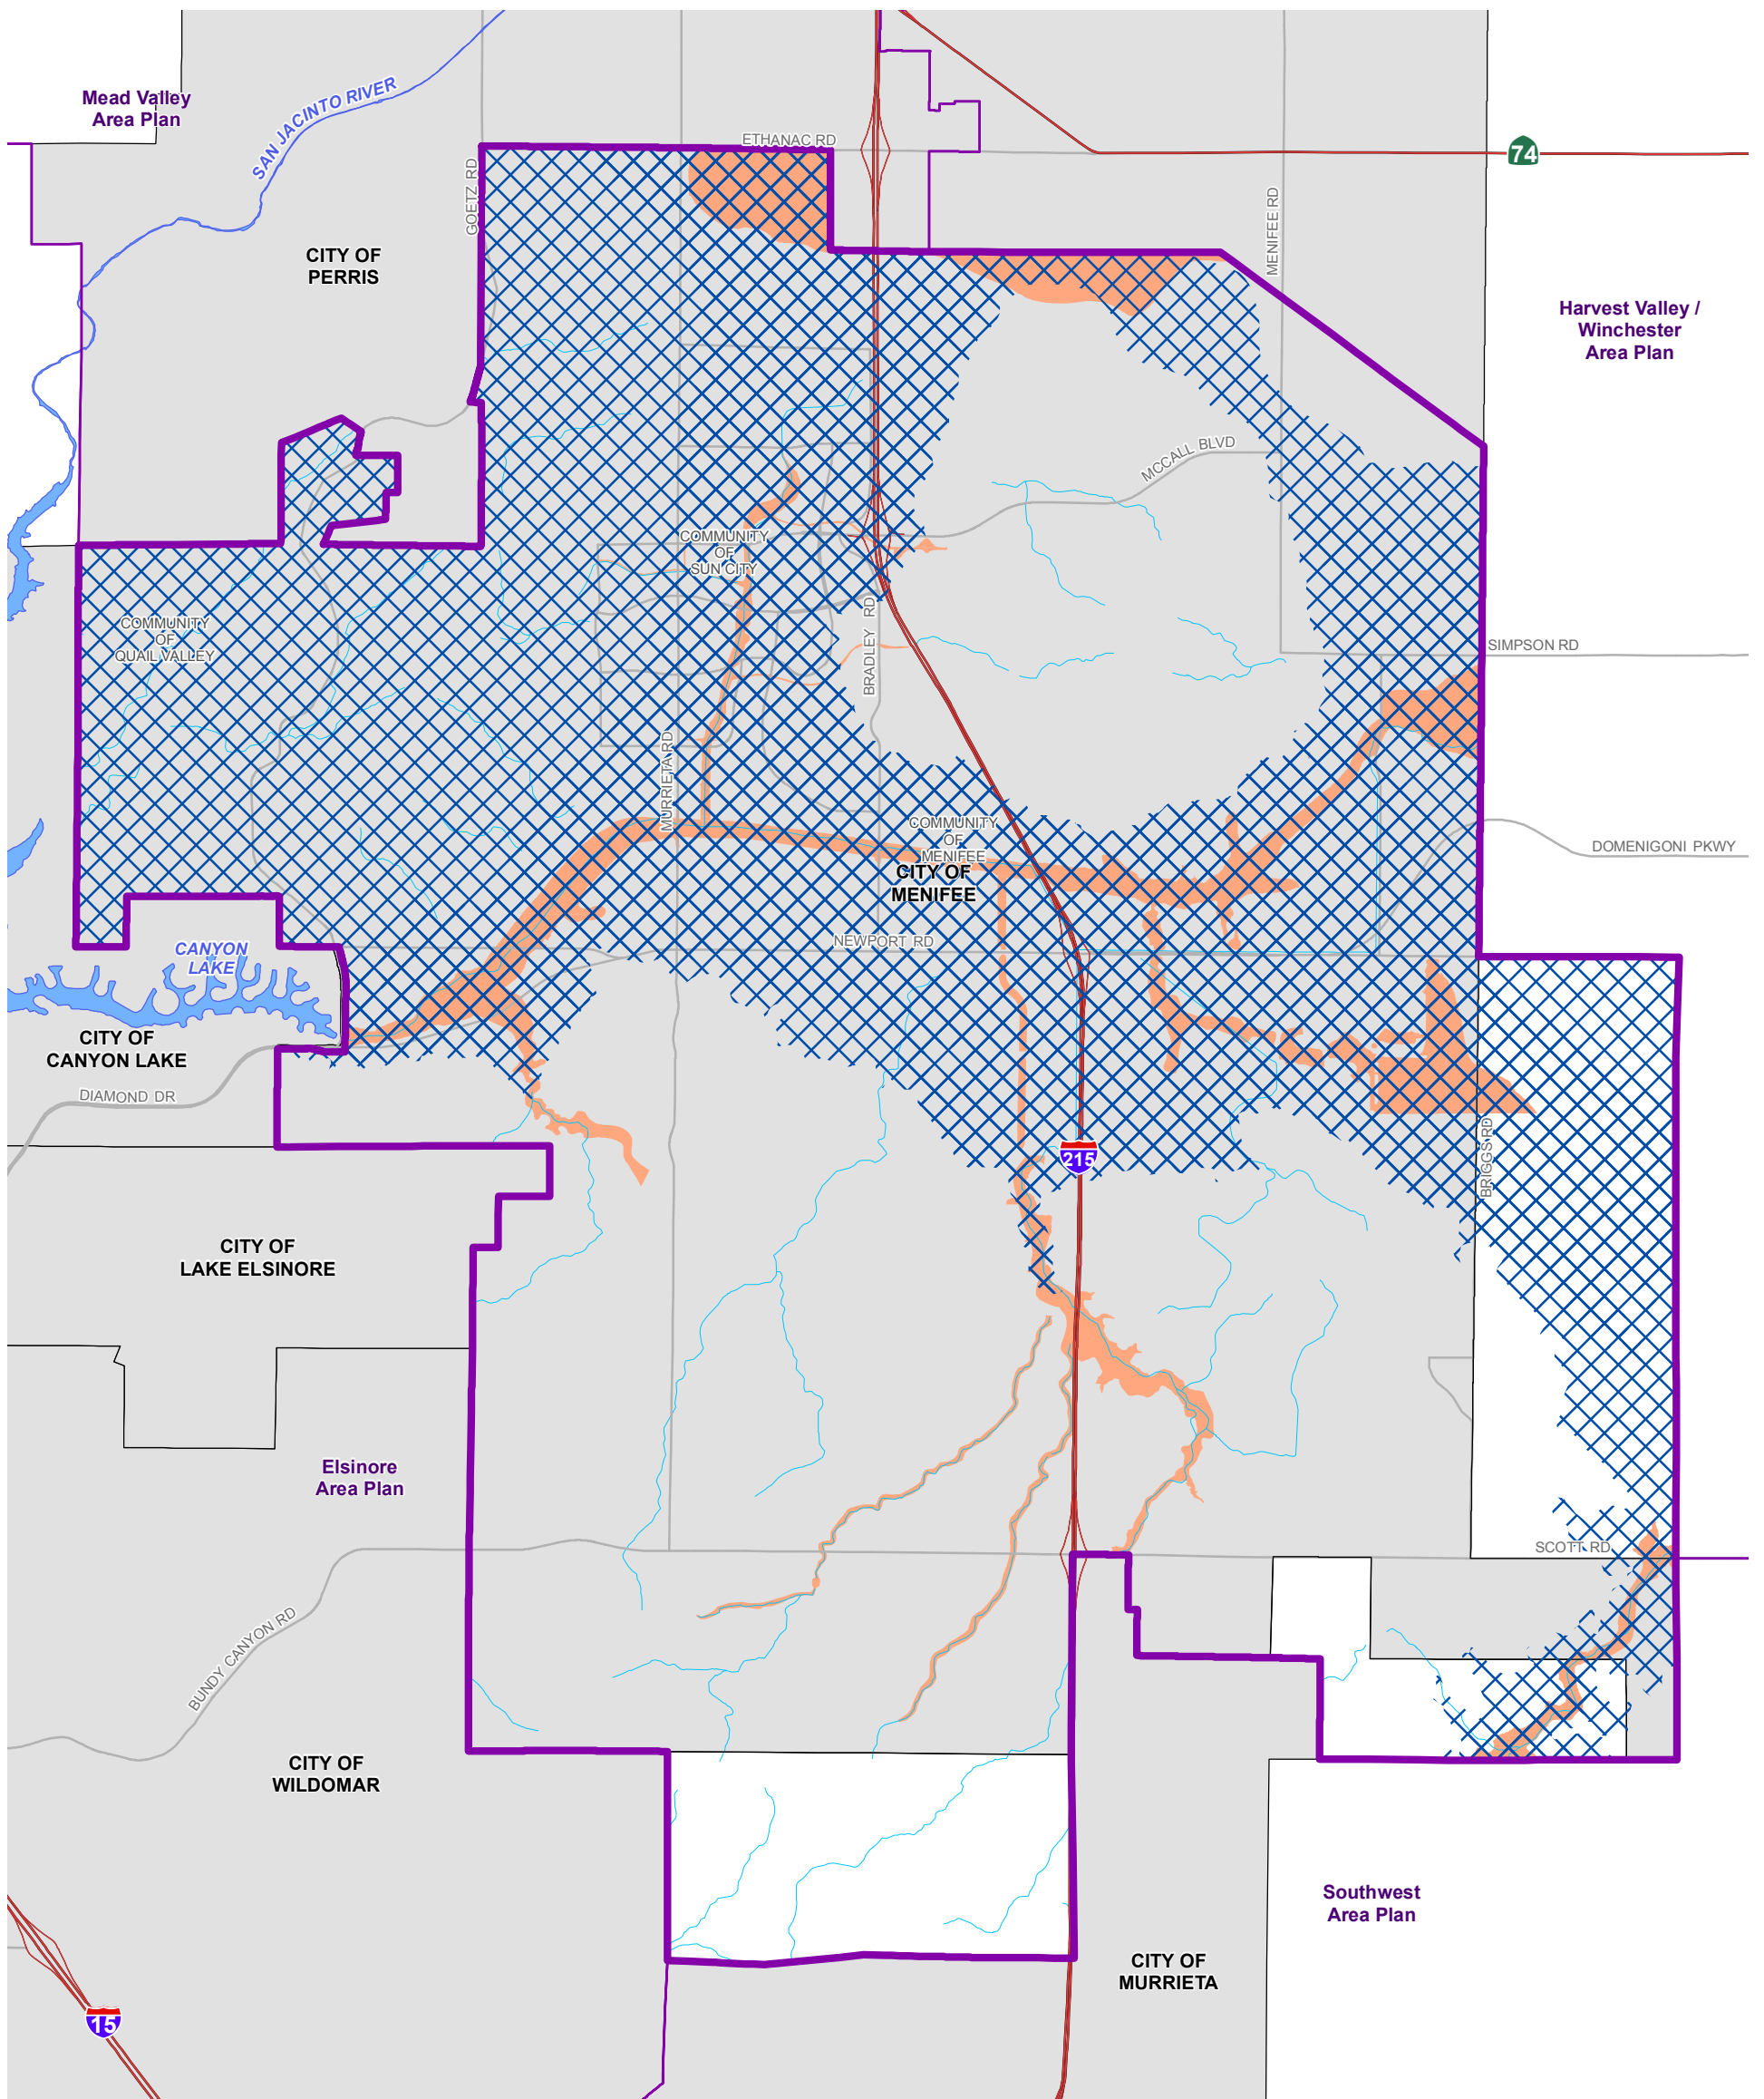 Mead Valley
Area Plan
SAN JACINTO RIVER
ETHANAC RD
74
GOETZ RD
MENIFEE RD
CITY OF
PERRIS
Harvest Valley /
Winchester
Area Plan
MCCALL BLVD
COMMUNITY
OF
SUN CITY
COMMUNITY
OF
QUAIL VALLEY
BRADLEY RD
SIMPSON RD
MURRIETA RD
COMMUNITY
OF
MENIFEE
CITY OF
MENIFEE
DOMENIGONI PKWY
NEWPORT RD
CANYON
LAKE
CITY OF
CANYON LAKE
DIAMOND DR
215
BRIGGS RD
CITY OF
LAKE ELSINORE
Elsinore
Area Plan
SCOTT RD
BUNDY CANYON RD
CITY OF
WILDOMAR
Southwest
Area Plan
CITY OF
MURRIETA
15